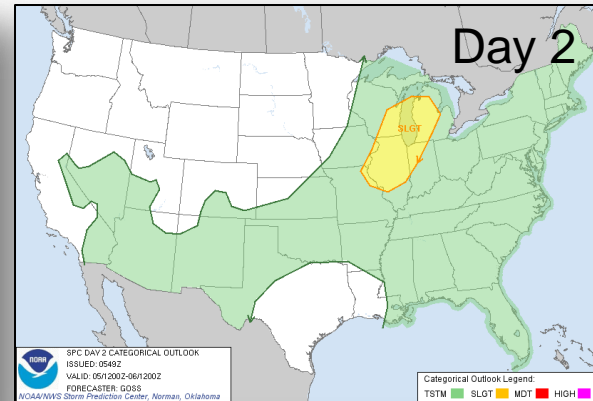 Day 2
SLGT
NOAA
SPC DAY 2 CATEGORICAL OUTLOOK
ISSUED: 0549Z
VALID: 05/1200Z-06/1200Z
FORECASTER: GOSS
NOAA/NWS Storm Prediction Center, Norman, Oklahoma
Categorical Outlook Legend:
TSTM SLGT MDT HIGH